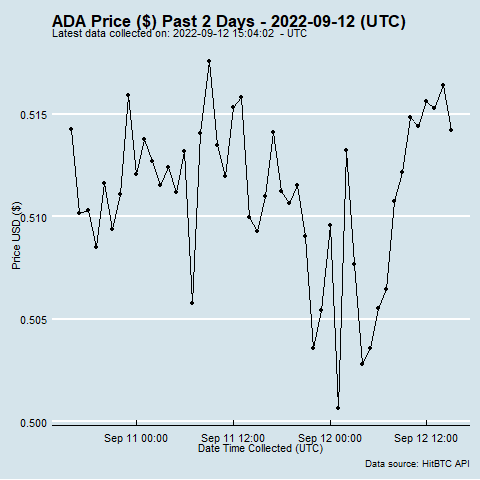 ADA Price ($) Past 2 Days - 2022-09-12 (UTC)
Latest data collected on: 2022-09-12 15:04:02 - UTC
0.515
0.510
0.505
0.500
Price USD ($)
Sep 11 00:00 Sep 11 12:00 Sep 12 00:00 Sep 12 12:00
Date Time Collected (UTC)
Data source: HitBTC API